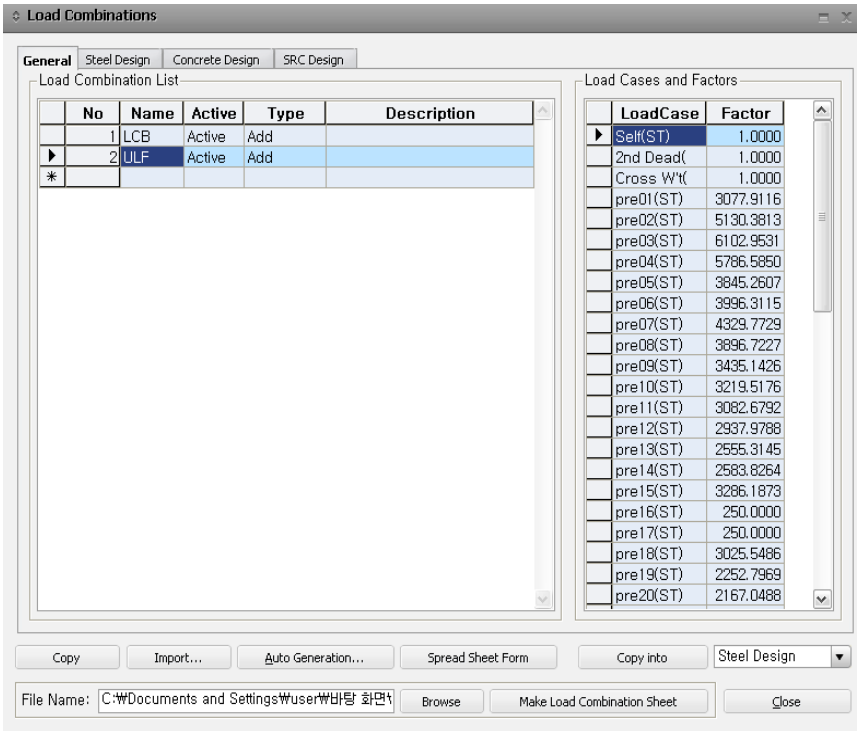 Load Combinations
General Steel Design Concrete Design SRC Design
Load Combination List
No Name Active Type Description
1 LCB Active Add
2 ULF Active Add
*
Load Cases and Factors
LoadCase Factor
Self(ST) 1.0000
2nd Dead( 1.0000
Cross W't( 1.0000
pre01(ST) 3077.9116
pre02(ST) 5130.3813
pre03(ST) 6102.9531
pre04(ST) 5786.5850
pre05(ST) 3845.2607
pre06(ST) 3996.3115
pre07(ST) 4329.7729
pre08(ST) 3896.7227
pre09(ST) 3435.1426
pre10(ST) 3219.5176
pre11(ST) 3082.6792
pre12(ST) 2937.9788
pre13(ST) 2555.3145
pre14(ST) 2583.8264
pre15(ST) 3286.1873
pre16(ST) 250.0000
pre17(ST) 250.0000
pre18(ST) 3025.5486
pre19(ST) 2252.7969
pre20(ST) 2167.0488
Copy Import... Auto Generation... Spread Sheet Form Copy into Steel Design
File Name: C:₩Documents and Settings₩user₩바탕 화면₩ Browse Make Load Combination Sheet Close